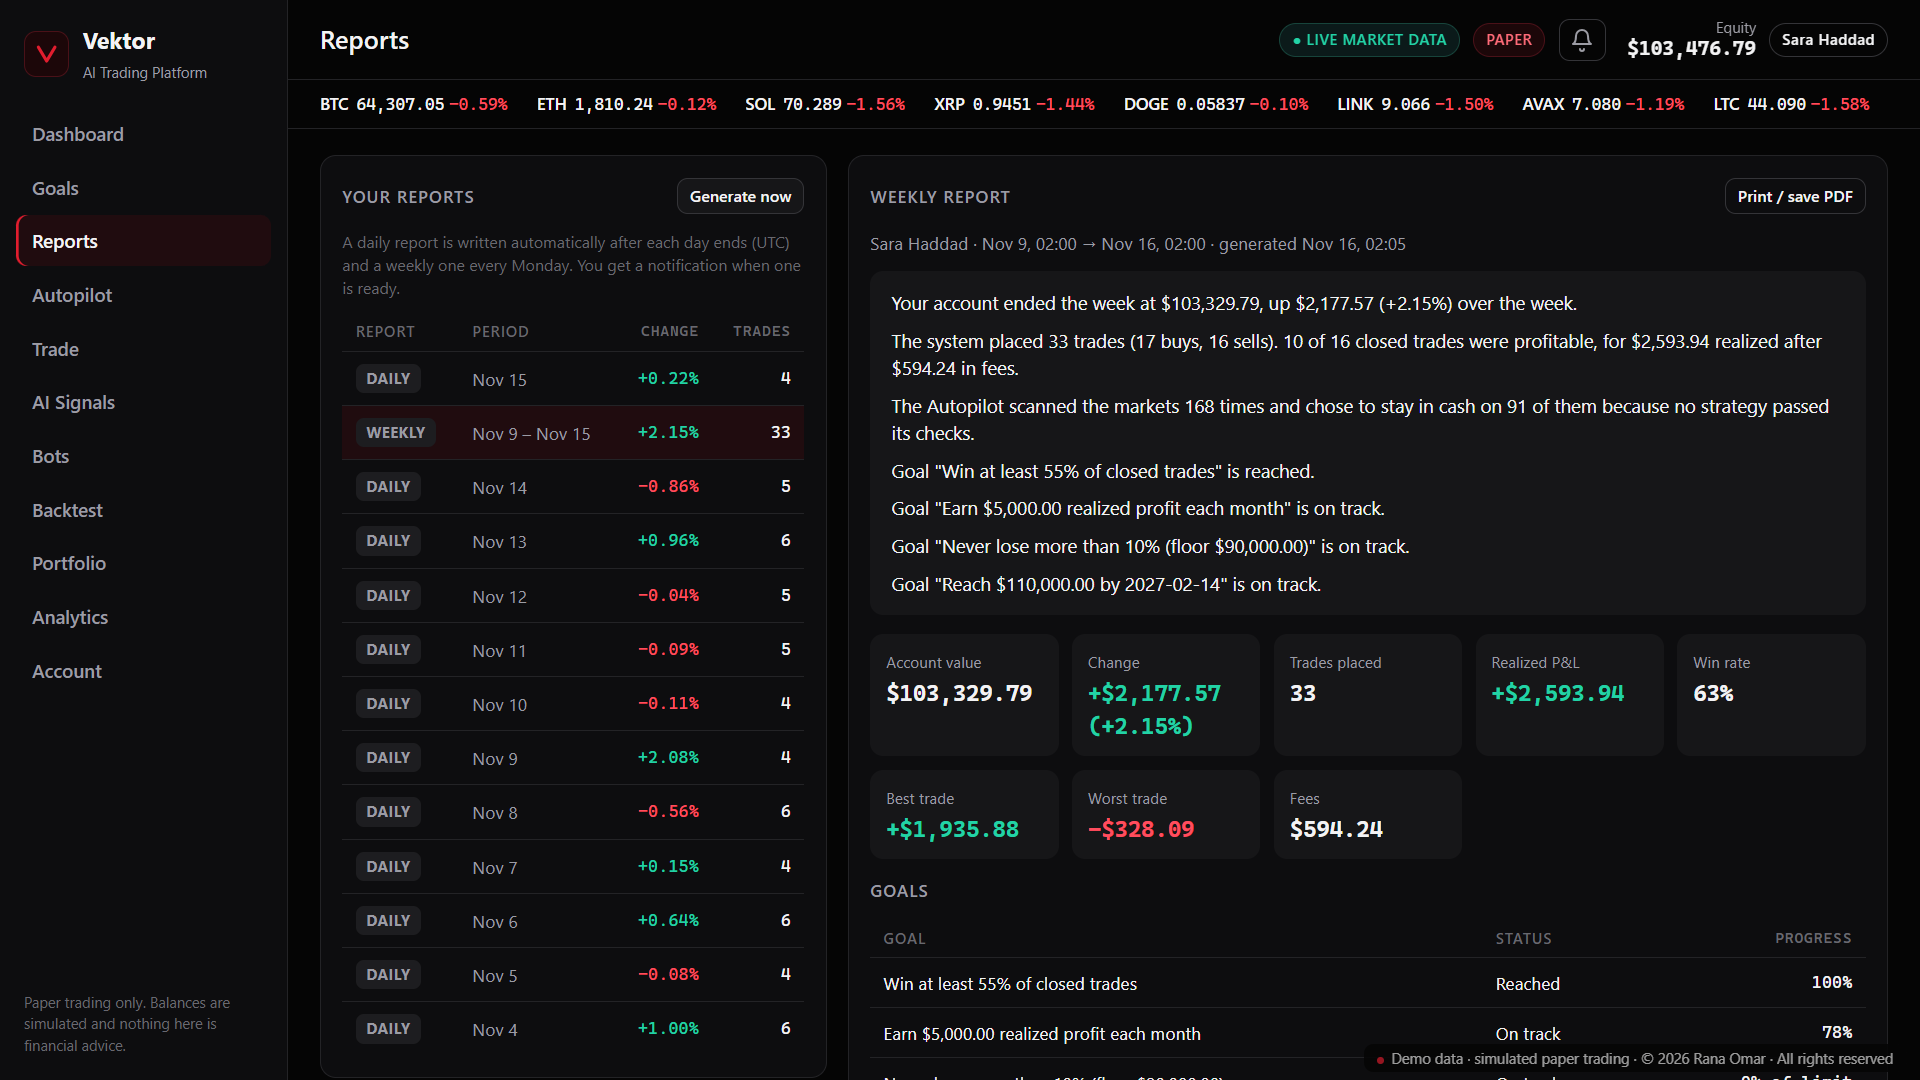 Vektor
AI Trading Platform
Dashboard
Goals
Reports
Autopilot
Trade
AI Signals
Bots
Backtest
Portfolio
Analytics
Account
Paper trading only. Balances are
simulated and nothing here is
financial advice.
Reports
LIVE MARKET DATA
PAPER
Equity
$103,476.79
Sara Haddad
BTC 64,307.05 −0.59% ETH 1,810.24 −0.12% SOL 70.289 −1.56% XRP 0.9451 −1.44% DOGE 0.05837 −0.10% LINK 9.066 −1.50% AVAX 7.080 −1.19% LTC 44.090 −1.58%
YOUR REPORTS
Generate now
A daily report is written automatically after each day ends (UTC)
and a weekly one every Monday. You get a notification when one
is ready.
REPORT PERIOD CHANGE TRADES
DAILY Nov 15 +0.22% 4
WEEKLY Nov 9 – Nov 15 +2.15% 33
DAILY Nov 14 −0.86% 5
DAILY Nov 13 +0.96% 6
DAILY Nov 12 −0.04% 5
DAILY Nov 11 −0.09% 5
DAILY Nov 10 −0.11% 4
DAILY Nov 9 +2.08% 4
DAILY Nov 8 −0.56% 6
DAILY Nov 7 +0.15% 4
DAILY Nov 6 +0.64% 6
DAILY Nov 5 −0.08% 4
DAILY Nov 4 +1.00% 6
WEEKLY REPORT
Print / save PDF
Sara Haddad · Nov 9, 02:00 → Nov 16, 02:00 · generated Nov 16, 02:05
Your account ended the week at $103,329.79, up $2,177.57 (+2.15%) over the week.
The system placed 33 trades (17 buys, 16 sells). 10 of 16 closed trades were profitable, for $2,593.94 realized after
$594.24 in fees.
The Autopilot scanned the markets 168 times and chose to stay in cash on 91 of them because no strategy passed
its checks.
Goal "Win at least 55% of closed trades" is reached.
Goal "Earn $5,000.00 realized profit each month" is on track.
Goal "Never lose more than 10% (floor $90,000.00)" is on track.
Goal "Reach $110,000.00 by 2027-02-14" is on track.
Account value
$103,329.79
Change
+$2,177.57
(+2.15%)
Trades placed
33
Realized P&L
+$2,593.94
Win rate
63%
Best trade
+$1,935.88
Worst trade
−$328.09
Fees
$594.24
GOALS
GOAL STATUS PROGRESS
Win at least 55% of closed trades Reached 100%
Earn $5,000.00 realized profit each month On track 78%
Demo data · simulated paper trading · © 2026 Rana Omar · All rights reserved